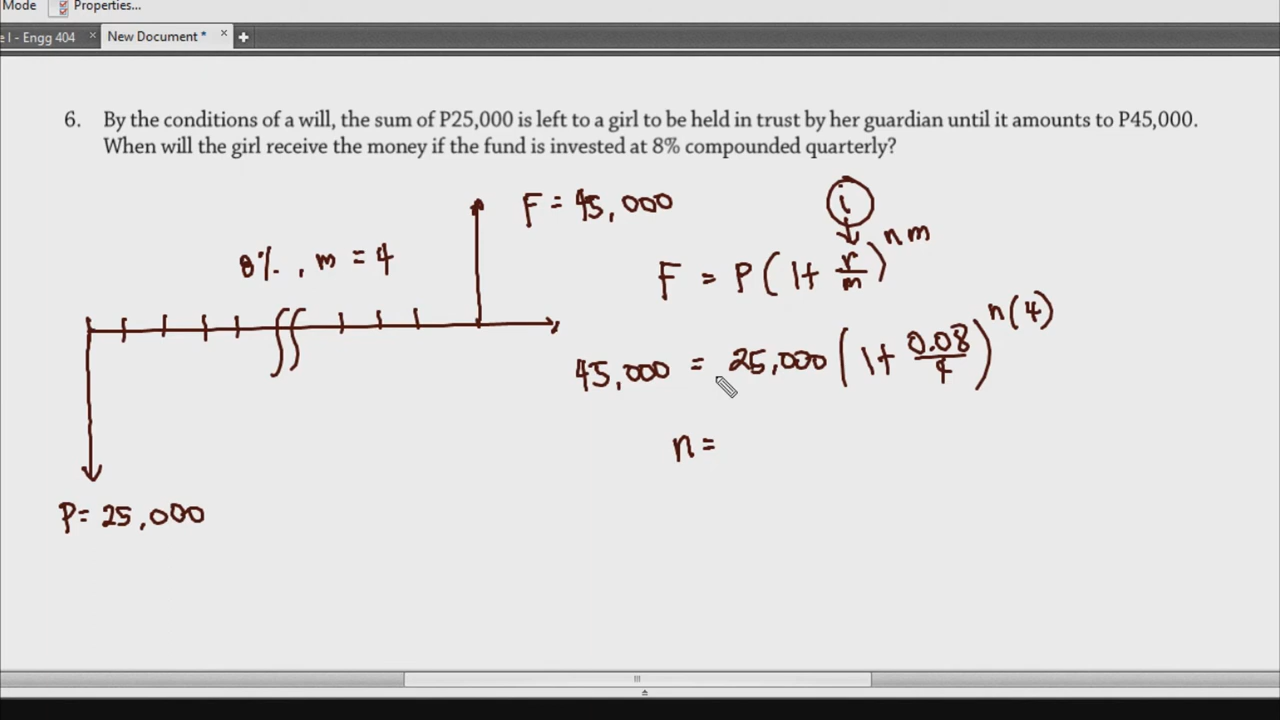 Mode Properties...
e I - Engg 404 × New Document * × +
6. By the conditions of a will, the sum of P25,000 is left to a girl to be held in trust by her guardian until it amounts to P45,000.
When will the girl receive the money if the fund is invested at 8% compounded quarterly?
F = 45,000
i
8%, m = 4
F = P(1+ r/m)^nm
45,000 = 25,000(1+ 0.08/4)^n(4)
n =
P= 25,000